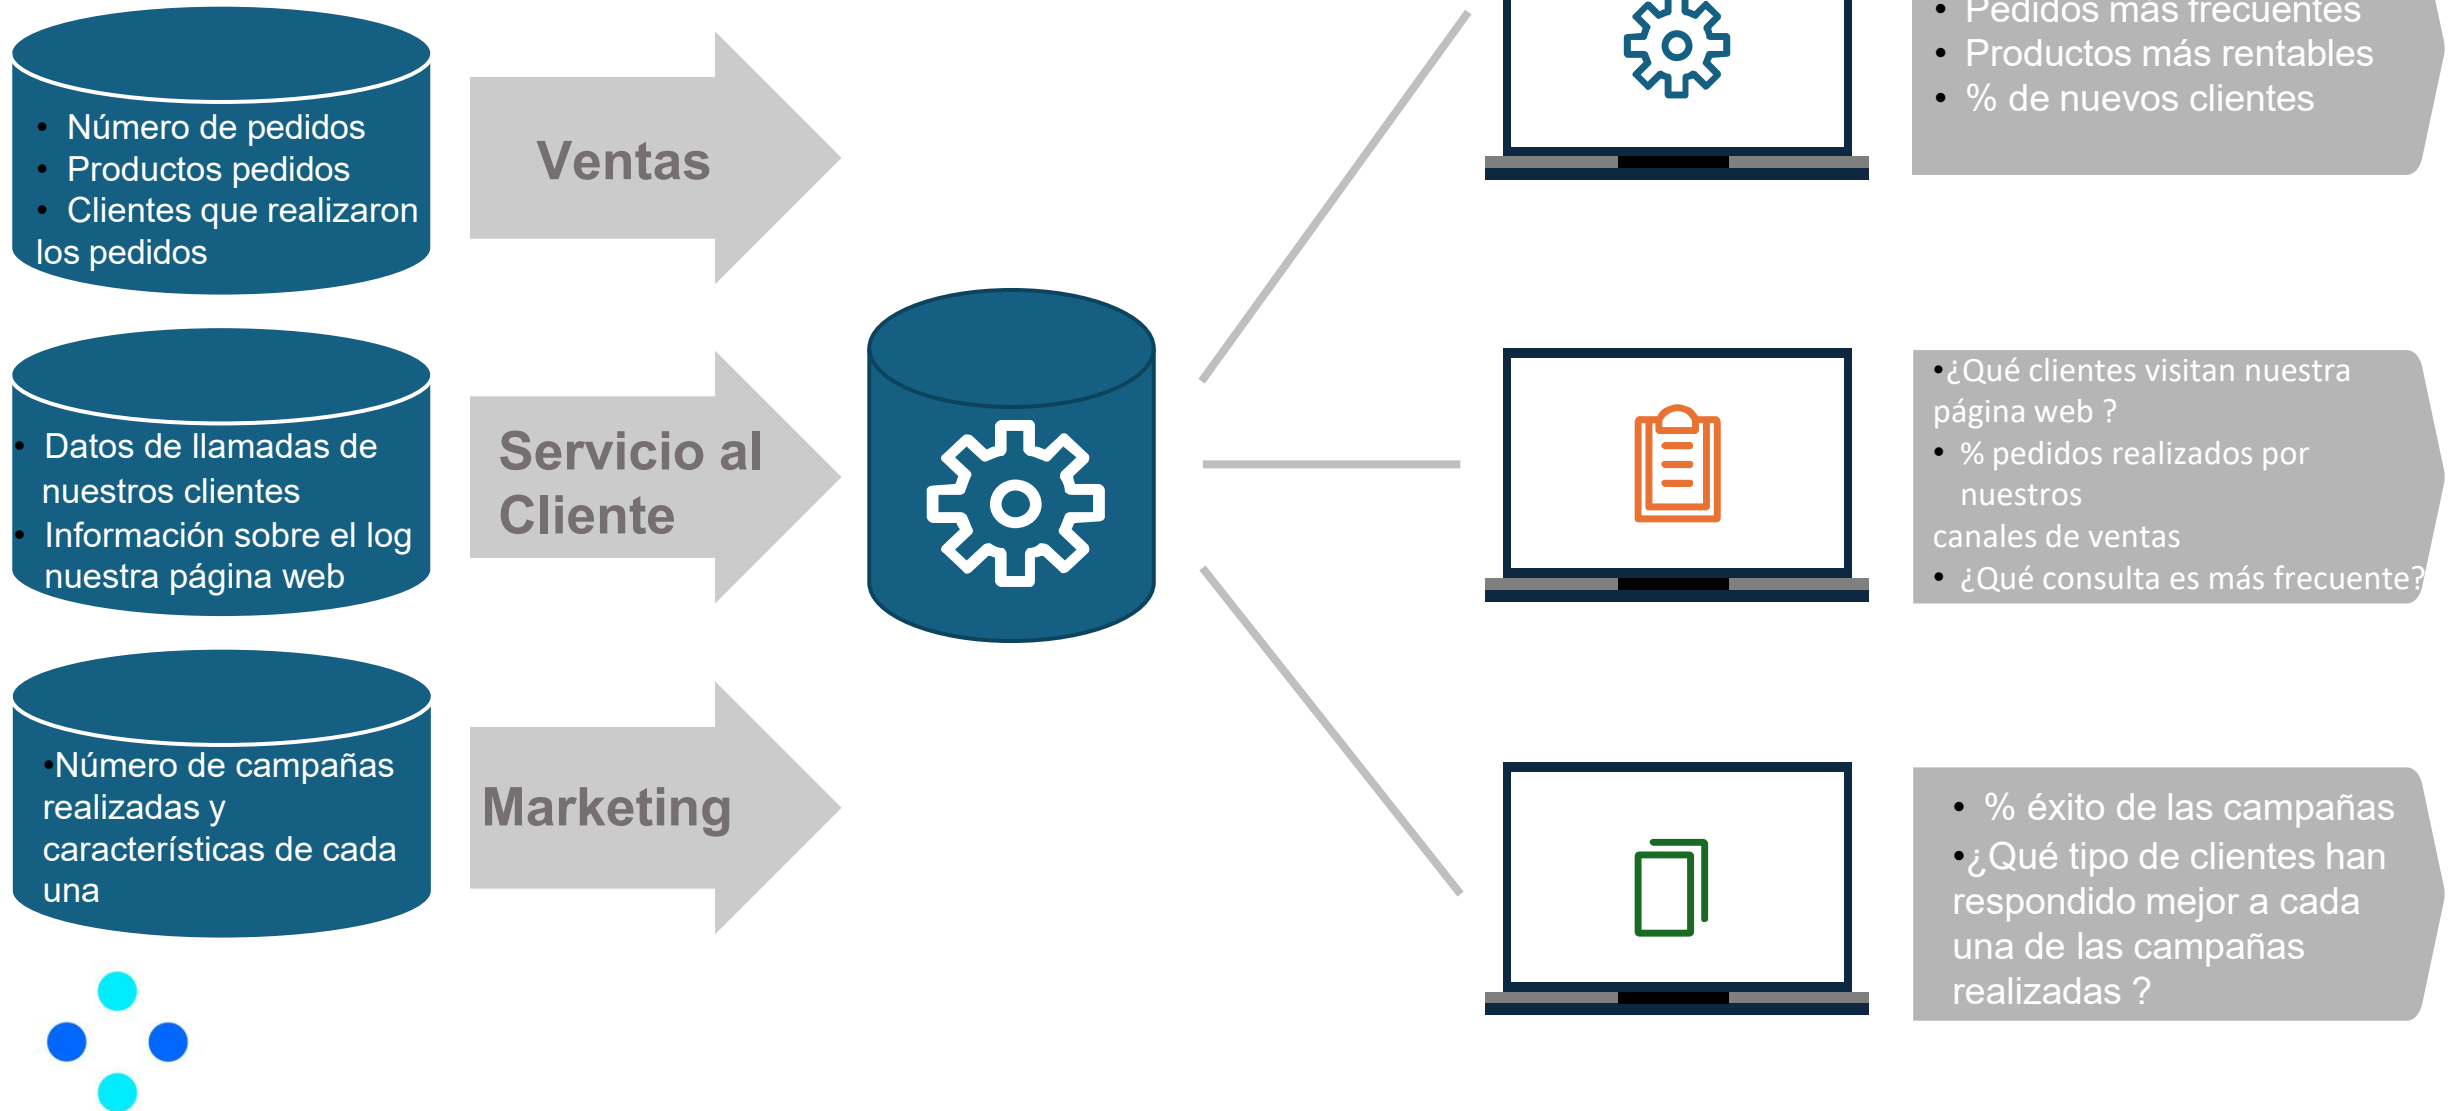 • Número de pedidos
• Productos pedidos
• Clientes que realizaron
los pedidos
Ventas
• Pedidos más frecuentes
• Productos más rentables
• % de nuevos clientes
• Datos de llamadas de
nuestros clientes
• Información sobre el log
nuestra página web
Servicio al
Cliente
•¿Qué clientes visitan nuestra
página web ?
• % pedidos realizados por
nuestros
canales de ventas
• ¿Qué consulta es más frecuente?
•Número de campañas
realizadas y
características de cada
una
Marketing
• % éxito de las campañas
•¿Qué tipo de clientes han
respondido mejor a cada
una de las campañas
realizadas ?